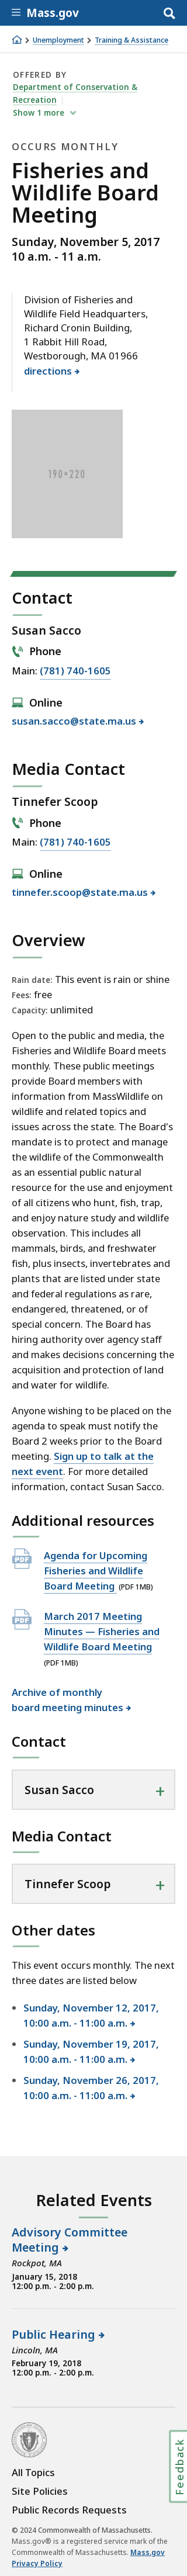 Mass.gov
Unemployment > Training & Assistance
OFFERED BY
Department of Conservation &
Recreation
Show 1 more
OCCURS MONTHLY
Fisheries and
Wildlife Board
Meeting
Sunday, November 5, 2017
10 a.m. - 11 a.m.
Division of Fisheries and
Wildlife Field Headquarters,
Richard Cronin Building,
1 Rabbit Hill Road,
Westborough, MA 01966
directions
190×220
Contact
Susan Sacco
Phone
Main: (781) 740-1605
Online
susan.sacco@state.ma.us
Media Contact
Tinnefer Scoop
Phone
Main: (781) 740-1605
Online
tinnefer.scoop@state.ma.us
Overview
Rain date: This event is rain or shine
Fees: free
Capacity: unlimited
Open to the public and media, the
Fisheries and Wildlife Board meets
monthly. These public meetings
provide regular updates and
information from MassWildlife on
wildlife related topics and issues
across the state. The Board's
mandate is to protect and manage
the wildlife of the Commonwealth
as an essential public natural
resource, for the use and enjoyment
of all citizens who hunt, fish, trap,
and enjoy nature study and wildlife
observation. This includes all
mammals, birds, and freshwater
fish, plus insects, invertebrates and
plants that are listed under state
and federal regulations as rare,
endangered, threatened, or of
special concern. The Board has
hiring authority over agency staff
and makes decisions concerning the
acquisition and protection of land
and other wildlife areas.
Anyone wishing to be placed on the
agenda to speak must notify the
Board 2 weeks prior to the Board
meeting. Sign up to talk at the
next event. For more detailed
information, contact Susan Sacco.
Additional resources
PDF
Agenda for Upcoming
Fisheries and Wildlife
Board Meeting (PDF 1MB)
PDF
March 2017 Meeting
Minutes — Fisheries and
Wildlife Board Meeting
(PDF 1MB)
Archive of monthly
board meeting minutes
Contact
Susan Sacco +
Media Contact
Tinnefer Scoop +
Other dates
This event occurs monthly. The next
three dates are listed below
Sunday, November 12, 2017,
10:00 a.m. - 11:00 a.m.
Sunday, November 19, 2017,
10:00 a.m. - 11:00 a.m.
Sunday, November 26, 2017,
10:00 a.m. - 11:00 a.m.
Related Events
Advisory Committee
Meeting
Rockpot, MA
January 15, 2018
12:00 p.m. - 2:00 p.m.
Public Hearing
Lincoln, MA
February 19, 2018
12:00 p.m. - 2:00 p.m.
Feedback
All Topics
Site Policies
Public Records Requests
© 2024 Commonwealth of Massachusetts.
Mass.gov® is a registered service mark of the
Commonwealth of Massachusetts. Mass.gov
Privacy Policy